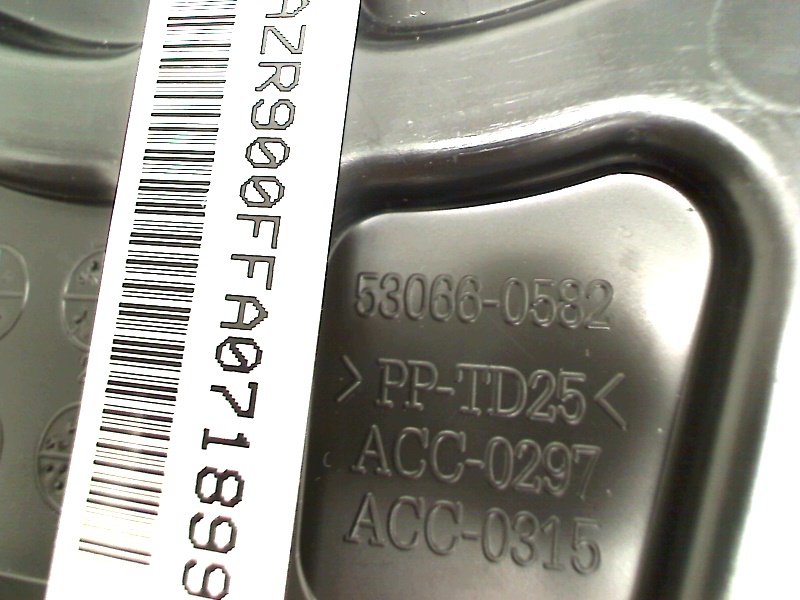 AZR900FFA071899
53066-0582
>PP-TD25<
ACC-0297
ACC-0315